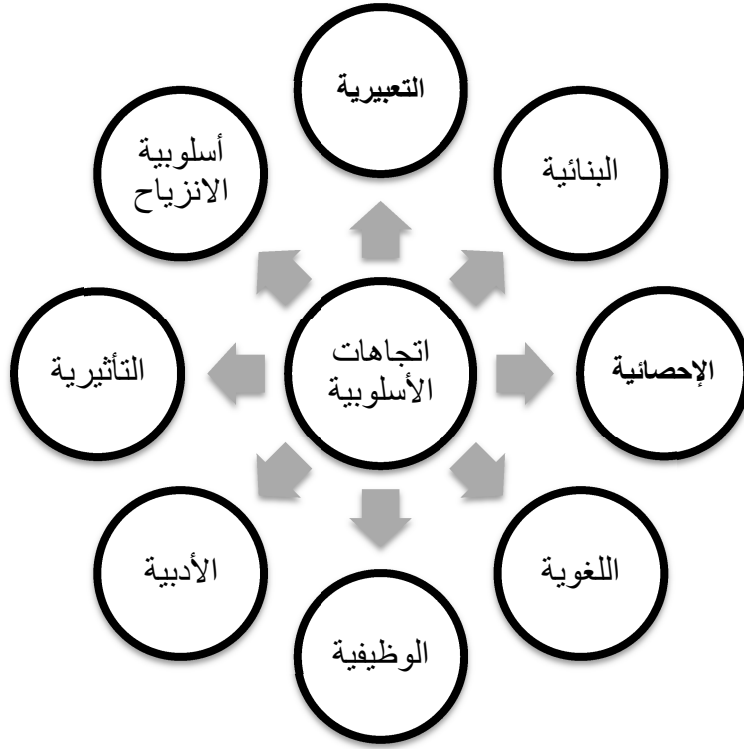 التعبيرية
أسلوبية
الانزياح
البنائية
اتجاهات
الأسلوبية
التأثيرية
الإحصائية
الأدبية
اللغوية
الوظيفية